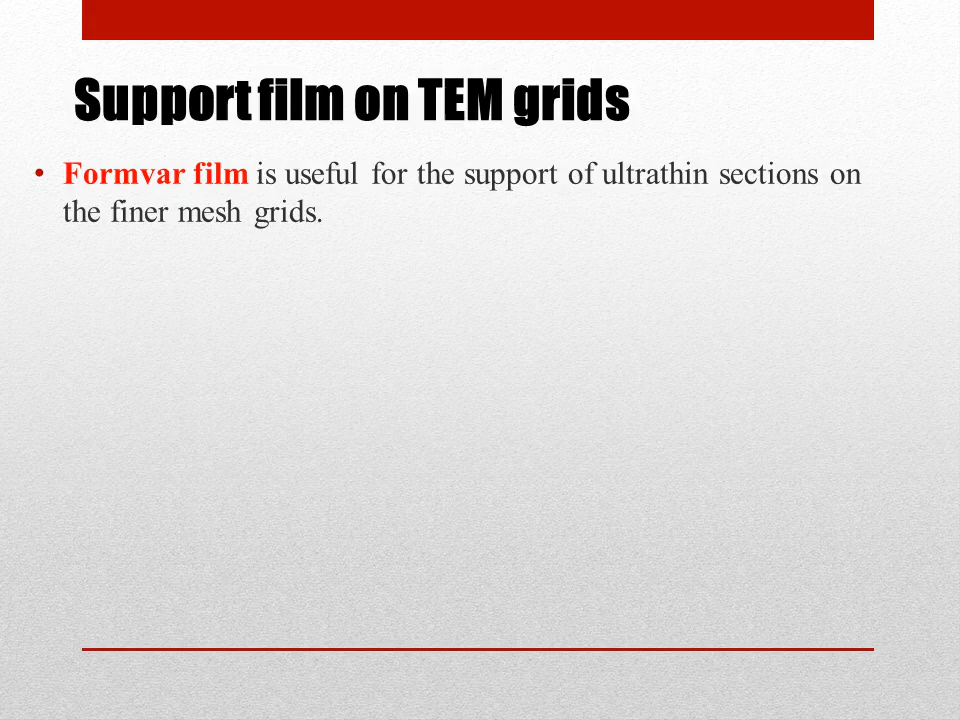 Support film on TEM grids
• Formvar film is useful for the support of ultrathin sections on
the finer mesh grids.